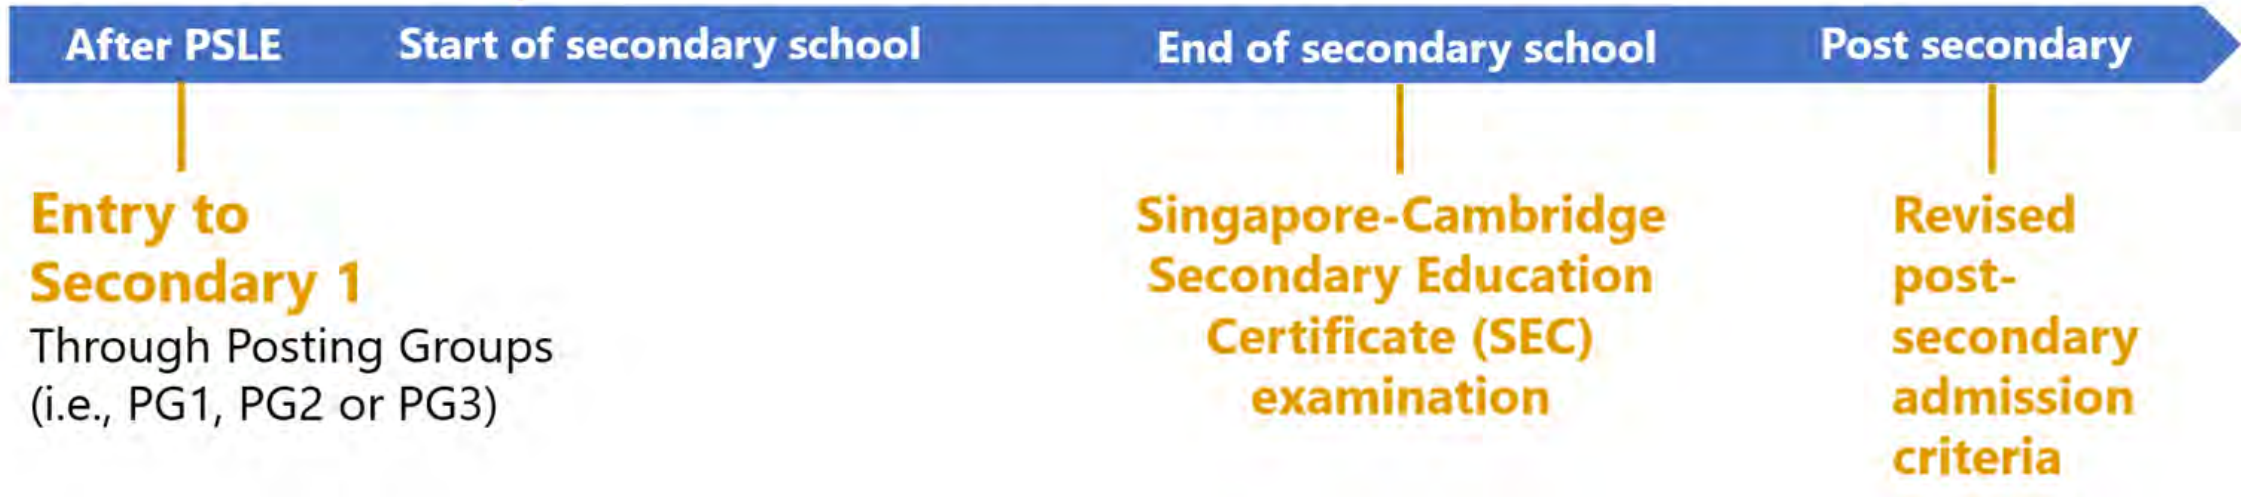 After PSLE
Start of secondary school
End of secondary school
Post secondary
Entry to
Secondary 1
Through Posting Groups
(i.e., PG1, PG2 or PG3)
Singapore-Cambridge
Secondary Education
Certificate (SEC)
examination
Revised
post-
secondary
admission
criteria